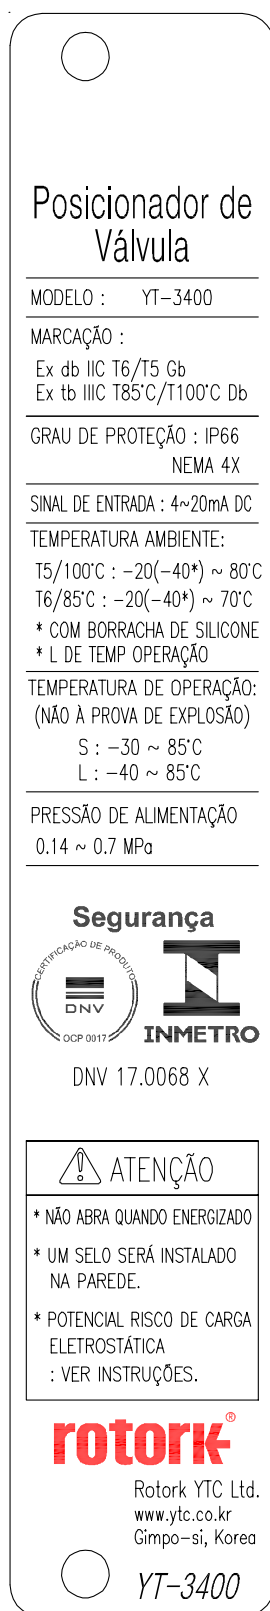 Posicionador de
Válvula
MODELO : YT-3400
MARCAÇÃO :
Ex db IIC T6/T5 Gb
Ex tb IIIC T85°C/T100°C Db
GRAU DE PROTEÇÃO : IP66
NEMA 4X
SINAL DE ENTRADA : 4~20mA DC
TEMPERATURA AMBIENTE:
T5/100°C : -20(-40*) ~ 80°C
T6/85°C : -20(-40*) ~ 70°C
* COM BORRACHA DE SILICONE
* L DE TEMP OPERAÇÃO
TEMPERATURA DE OPERAÇÃO:
(NÃO À PROVA DE EXPLOSÃO)
S : -30 ~ 85°C
L : -40 ~ 85°C
PRESSÃO DE ALIMENTAÇÃO
0.14 ~ 0.7 MPa
Segurança
CERTIFICAÇÃO DE PRODUTO
DNV
OCP 0017
INMETRO
DNV 17.0068 X
ATENÇÃO
* NÃO ABRA QUANDO ENERGIZADO
* UM SELO SERÁ INSTALADO
NA PAREDE.
* POTENCIAL RISCO DE CARGA
ELETROSTÁTICA
: VER INSTRUÇÕES.
rotork®
Rotork YTC Ltd.
www.ytc.co.kr
Gimpo-si, Korea
YT-3400